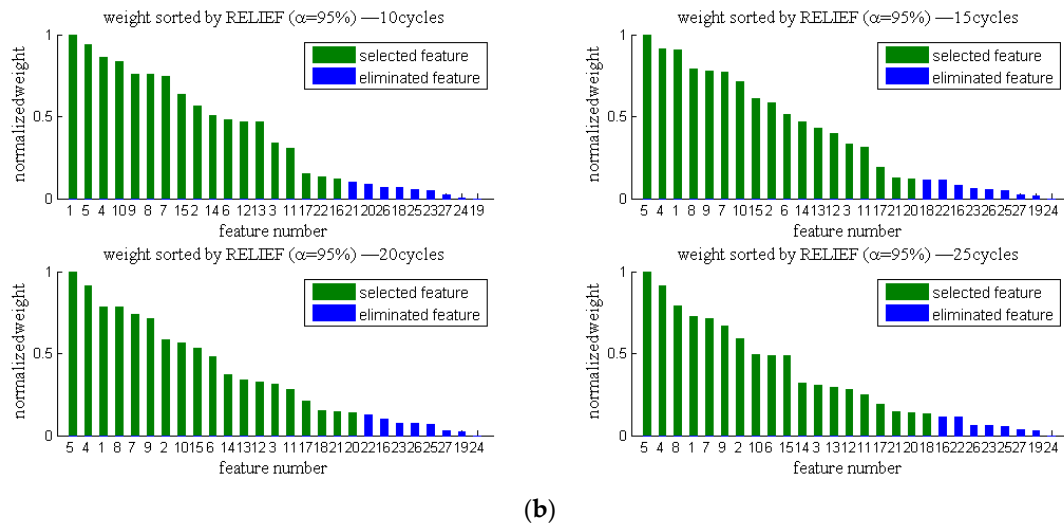 weight sorted by RELIEF (α=95%) —10cycles
normalizedweight
1
0.5
0
selected feature
eliminated feature
1 5 4 10 9 8 7 15 2 14 6 12 13 3 11 17 22 16 21 20 26 18 25 23 27 24 19
feature number
weight sorted by RELIEF (α=95%) —15cycles
normalizedweight
1
0.5
0
selected feature
eliminated feature
5 4 1 8 9 7 10 15 2 6 14 13 12 3 11 17 21 20 18 22 16 23 26 25 27 19 24
feature number
weight sorted by RELIEF (α=95%) —20cycles
normalizedweight
1
0.5
0
selected feature
eliminated feature
5 4 1 8 7 9 2 10 15 6 14 13 12 3 11 17 18 21 20 22 16 23 26 25 27 19 24
feature number
weight sorted by RELIEF (α=95%) —25cycles
normalizedweight
1
0.5
0
selected feature
eliminated feature
5 4 8 1 7 9 2 10 6 15 14 3 13 12 11 17 21 20 18 16 22 26 23 25 27 19 24
feature number
(b)